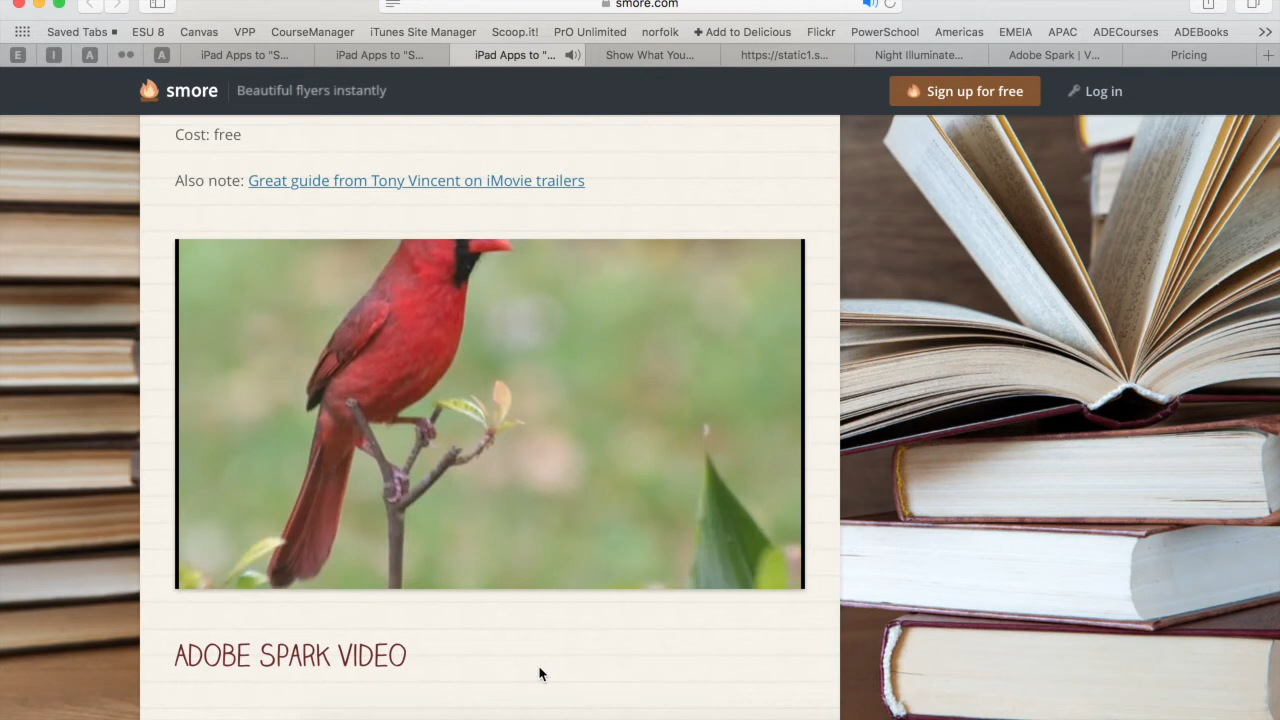 smore.com
Saved Tabs ESU 8 Canvas VPP CourseManager iTunes Site Manager Scoop.it! PrO Unlimited norfolk Add to Delicious Flickr PowerSchool Americas EMEIA APAC ADECourses ADEBooks
E I A A iPad Apps to "S... iPad Apps to "S... iPad Apps to "... Show What You... https://static1.s... Night Illuminate... Adobe Spark | V... Pricing
smore Beautiful flyers instantly Sign up for free Log in
Cost: free
Also note: Great guide from Tony Vincent on iMovie trailers
ADOBE SPARK VIDEO